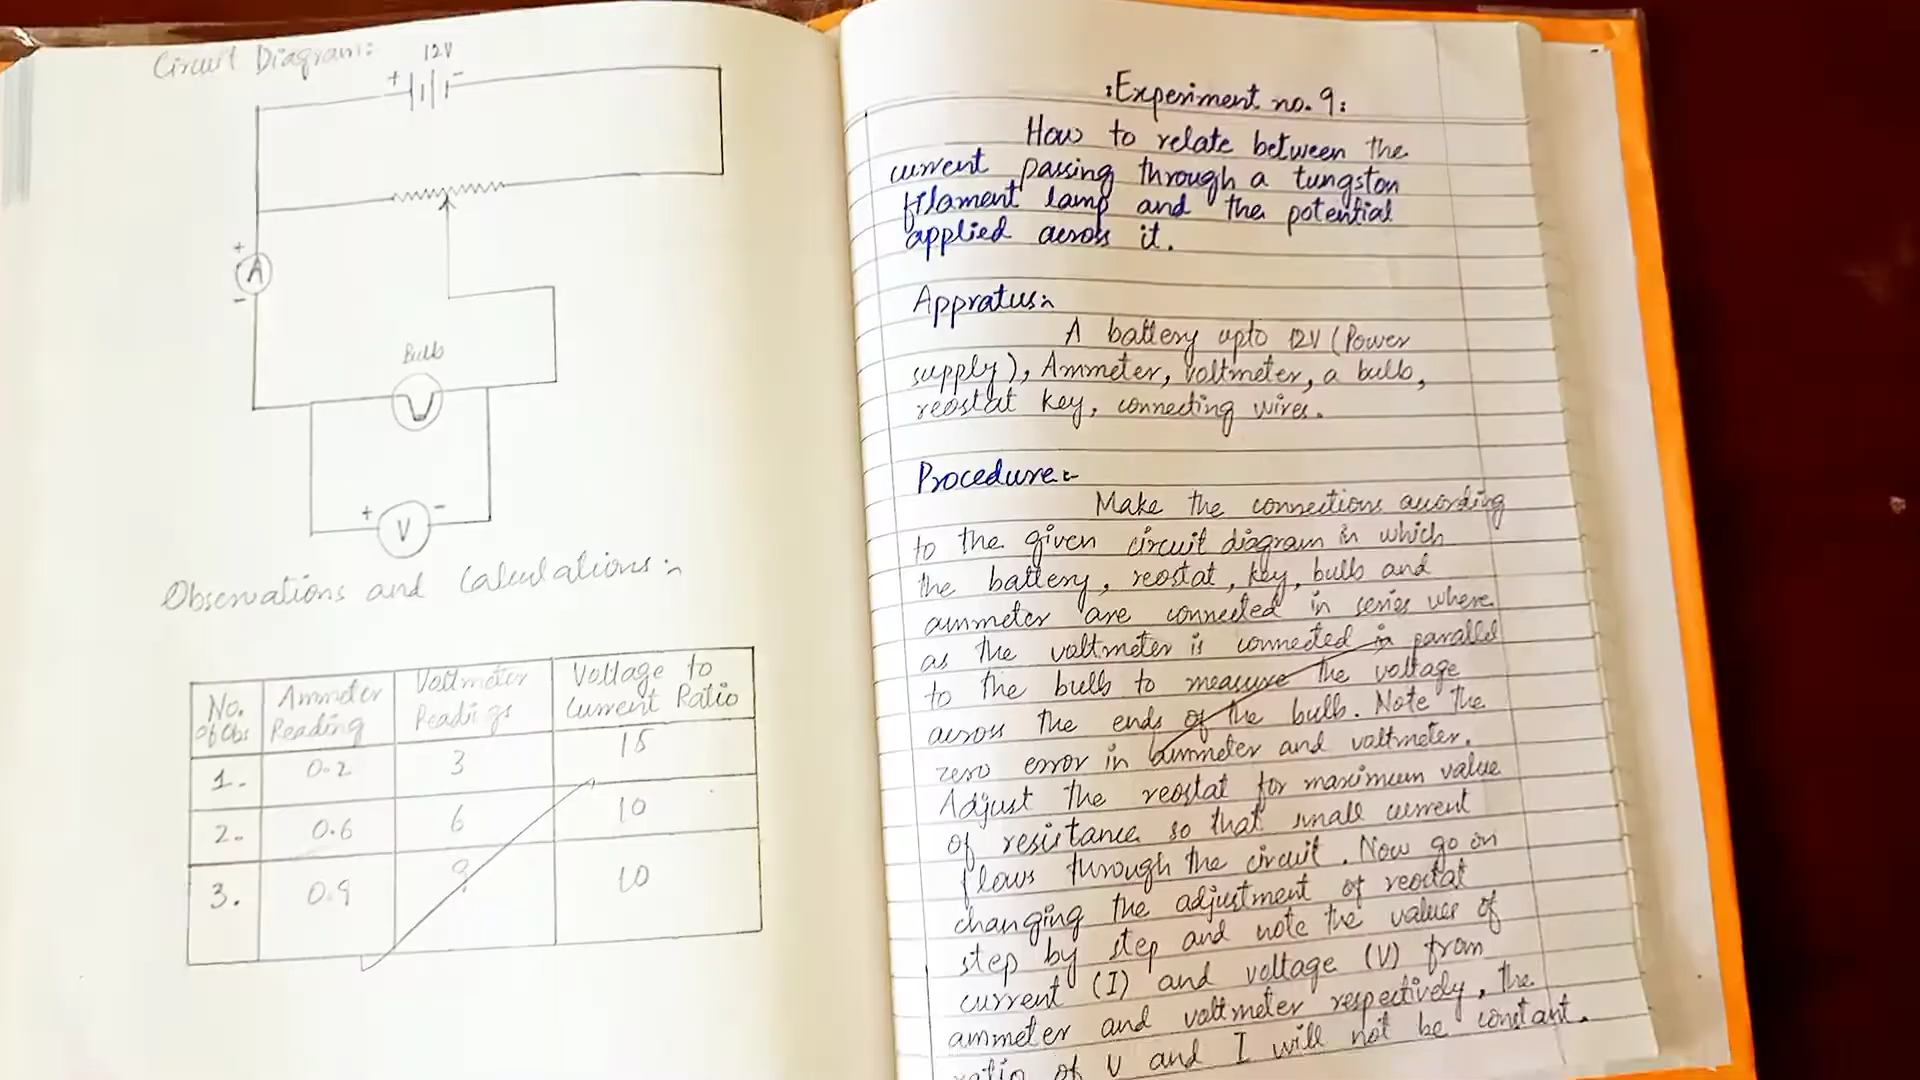 Circuit Diagram:
12V
+ -
+
A
-
Bulb
+ -
V
Observations and Calculations:-
No. of Obs Ammeter Reading Voltmeter Readings Voltage to Current Ratio
1. 0.2 3 15
2. 0.6 6 10
3. 0.9 9 10
:Experiment no. 9:
How to relate between the
current passing through a tungston
filament lamp and the potential
applied across it.
Appratus:-
A battery upto 12V (Power
supply), Ammeter, voltmeter, a bulb,
reostat key, connecting wires.
Procedure:-
Make the connections acording
to the given circuit diagram in which
the battery, reostat, key, bulb and
ammeter are connected in series where
as the voltmeter is connected in parallel
to the bulb to measure the voltage
across the ends of the bulb. Note the
zero error in ammeter and voltmeter.
Adjust the reostat for maximum value
of resistance so that small current
flows through the circuit. Now go on
changing the adjustment of reostat
step by step and note the values of
current (I) and voltage (V) from
ammeter and voltmeter respectively, the
ratio of V and I will not be constant.